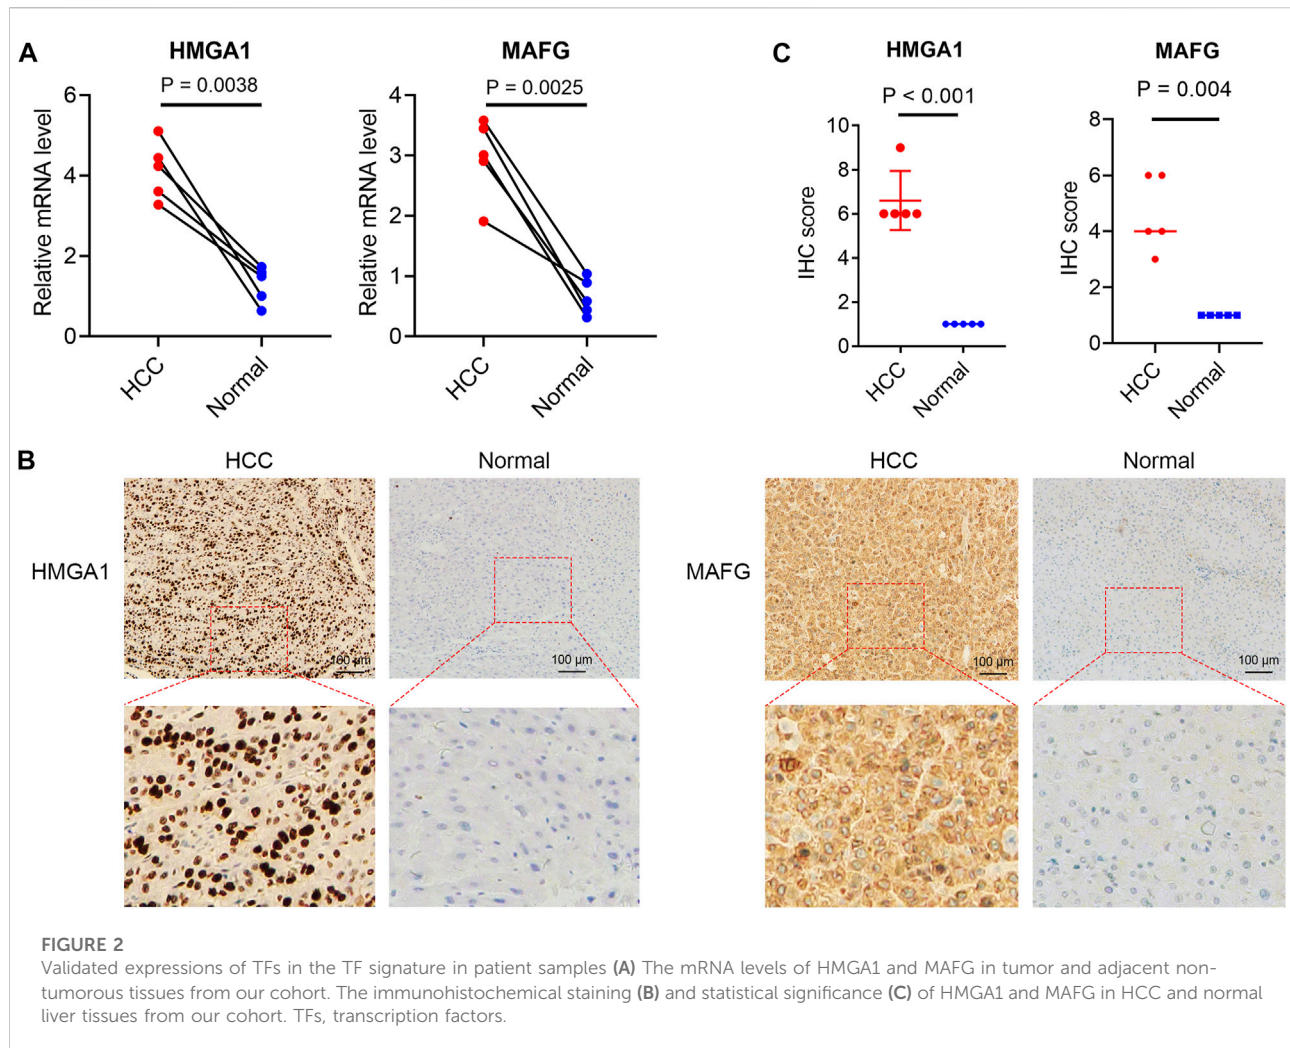 A
HMGA1
P = 0.0038
Relative mRNA level
6
4
2
0
HCC
Normal
MAFG
P = 0.0025
Relative mRNA level
4
3
2
1
0
HCC
Normal
C
HMGA1
P < 0.001
IHC score
10
8
6
4
2
0
HCC
Normal
MAFG
P = 0.004
IHC score
8
6
4
2
0
HCC
Normal
B
HCC
Normal
HMGA1
100 µm
100 µm
HCC
Normal
MAFG
100 µm
100 µm
FIGURE 2
Validated expressions of TFs in the TF signature in patient samples (A) The mRNA levels of HMGA1 and MAFG in tumor and adjacent non-
tumorous tissues from our cohort. The immunohistochemical staining (B) and statistical significance (C) of HMGA1 and MAFG in HCC and normal
liver tissues from our cohort. TFs, transcription factors.